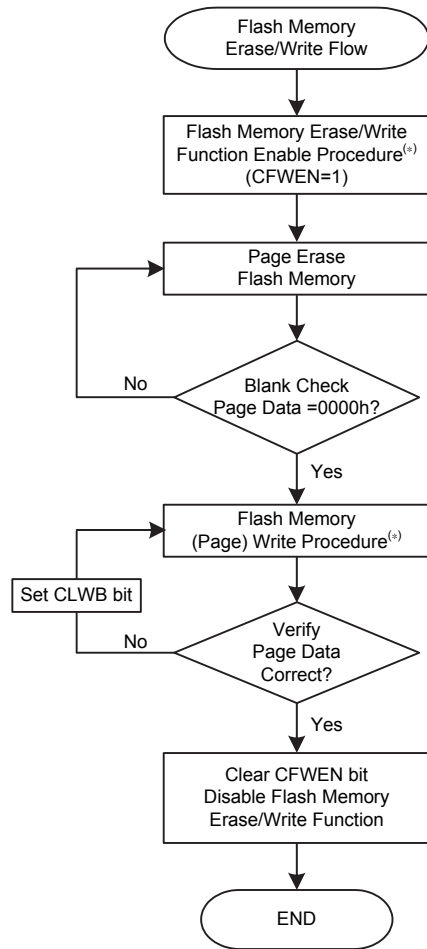 Flash Memory
Erase/Write Flow
Flash Memory Erase/Write
Function Enable Procedure(*)
(CFWEN=1)
Page Erase
Flash Memory
No
Blank Check
Page Data =0000h?
Yes
Flash Memory
(Page) Write Procedure(*)
Set CLWB bit
No
Verify
Page Data
Correct?
Yes
Clear CFWEN bit
Disable Flash Memory
Erase/Write Function
END